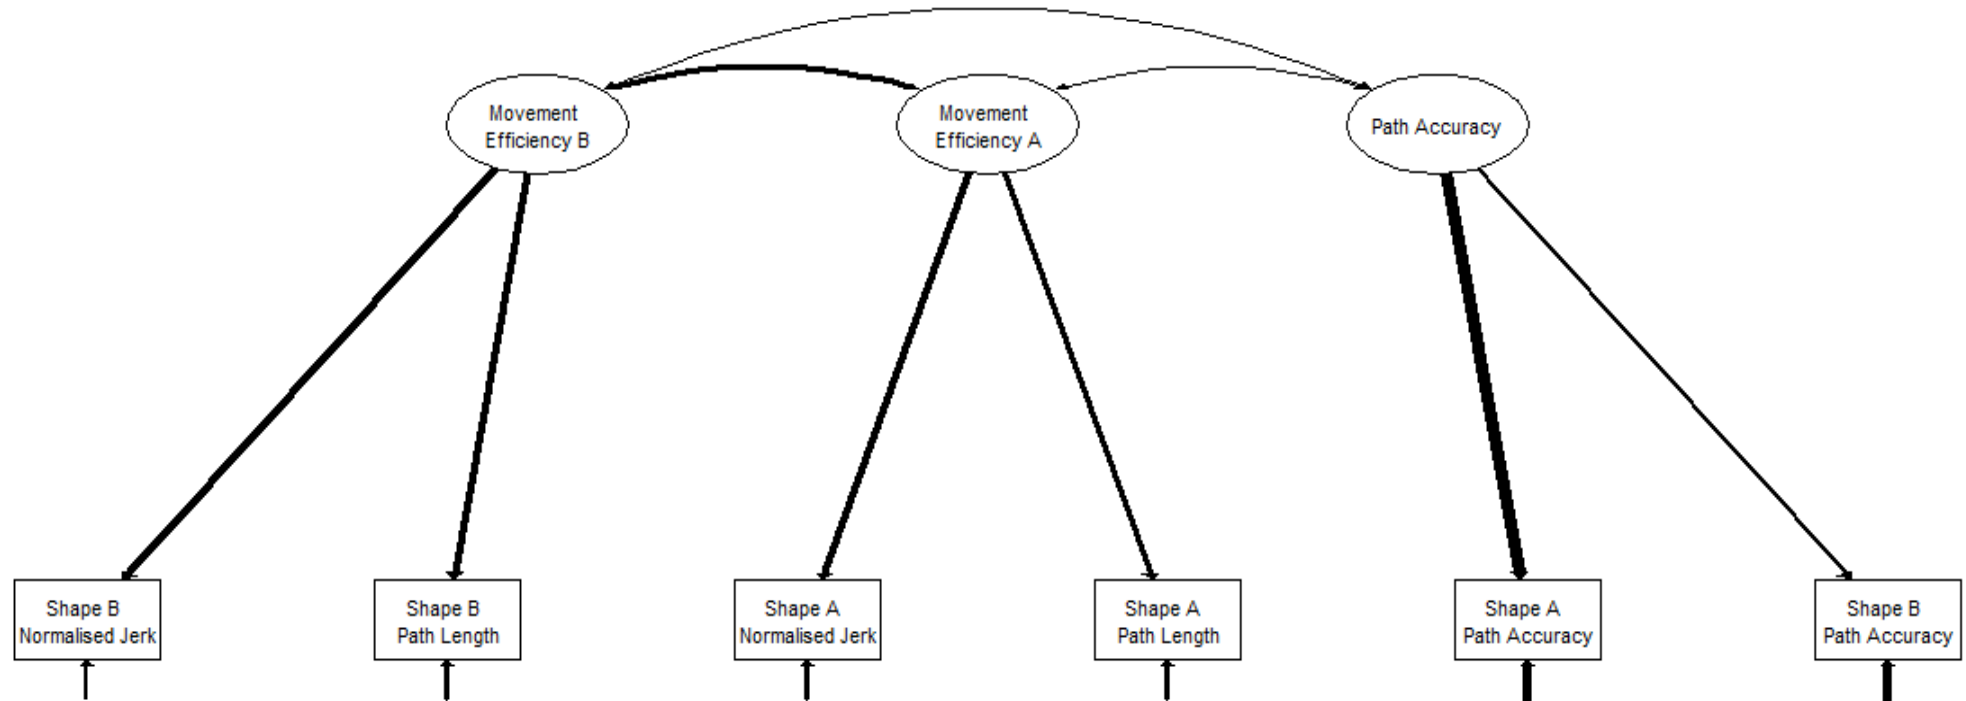 Movement
Efficiency B
Movement
Efficiency A
Path Accuracy
Shape B
Normalised Jerk
Shape B
Path Length
Shape A
Normalised Jerk
Shape A
Path Length
Shape A
Path Accuracy
Shape B
Path Accuracy